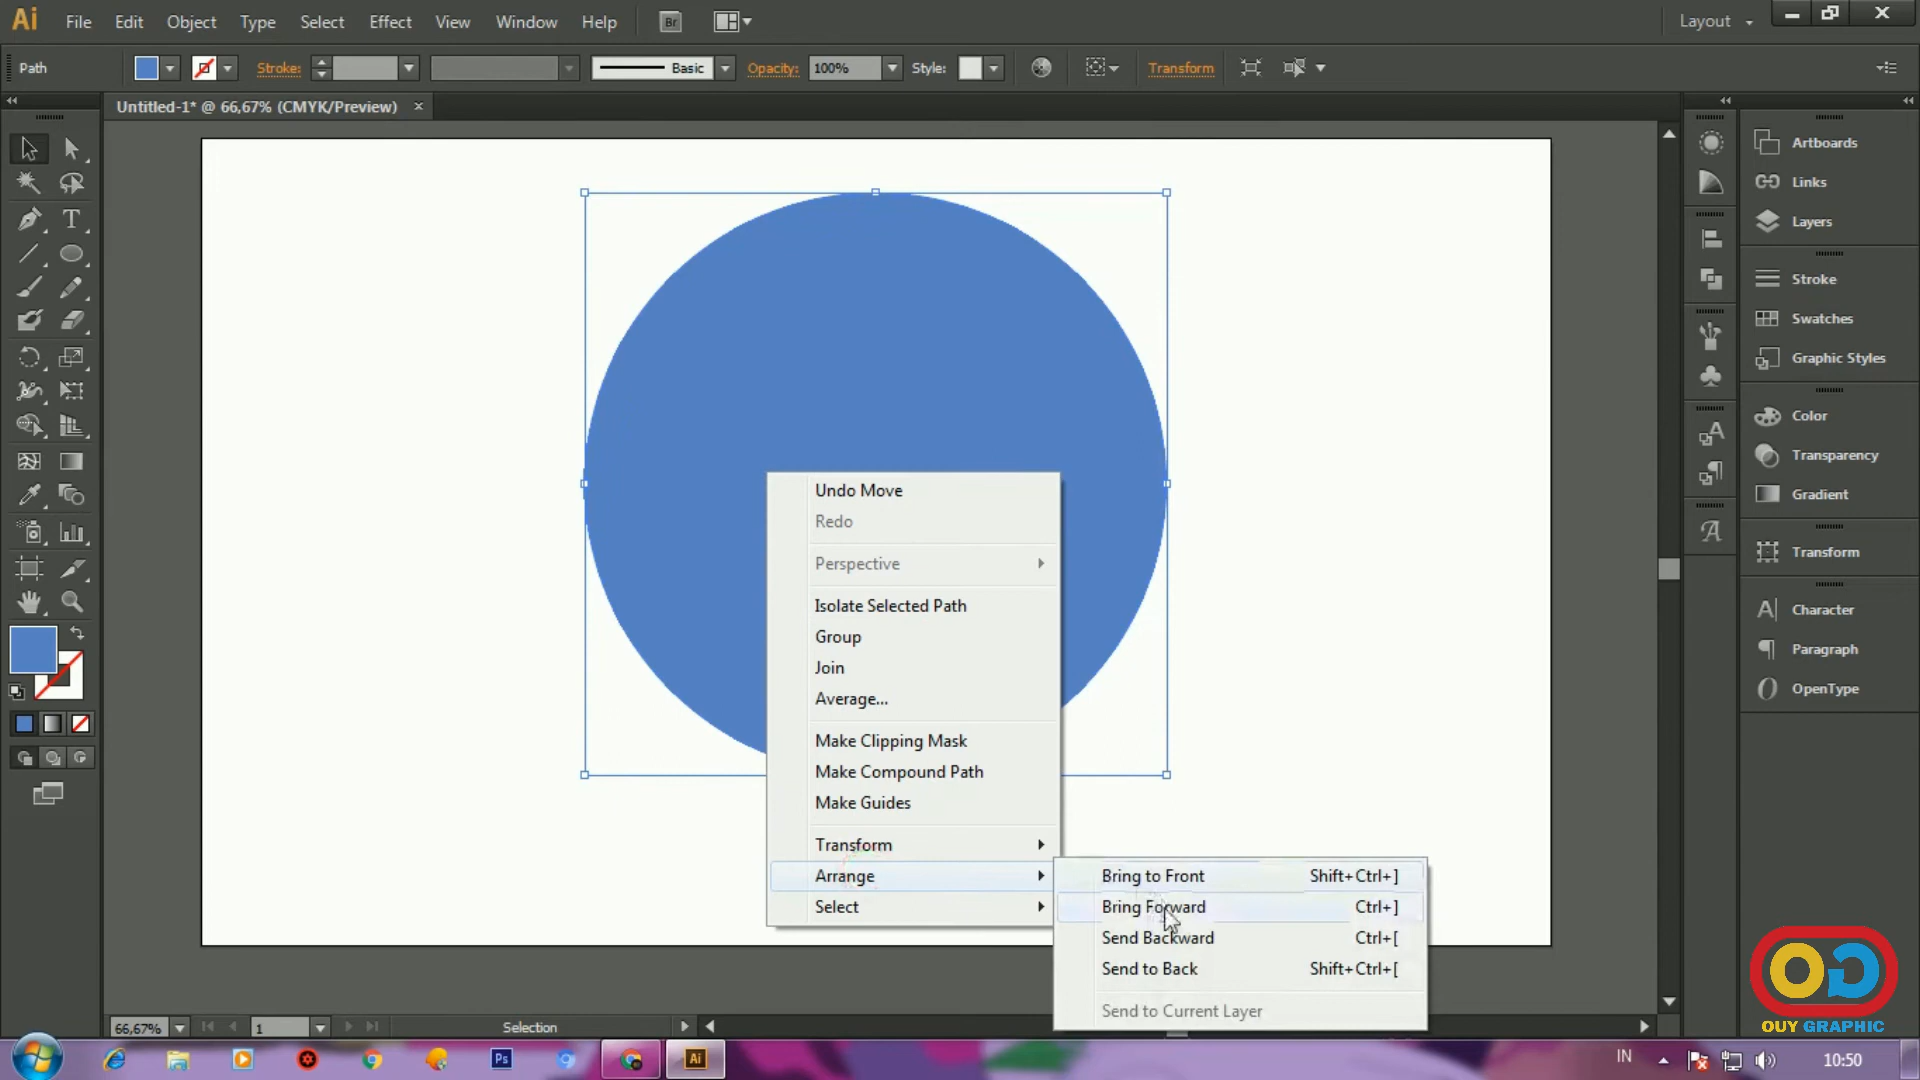 Ai File Edit Object Type Select Effect View Window Help Br Layout
Path Stroke: Basic Opacity: 100% Style: Transform
Untitled-1* @ 66,67% (CMYK/Preview)
Artboards
Links
Layers
Stroke
Swatches
Graphic Styles
Color
Transparency
Gradient
Transform
Character
Paragraph
OpenType
Undo Move
Redo
Perspective
Isolate Selected Path
Group
Join
Average...
Make Clipping Mask
Make Compound Path
Make Guides
Transform
Arrange
Select
Bring to Front Shift+Ctrl+]
Bring Forward Ctrl+]
Send Backward Ctrl+[
Send to Back Shift+Ctrl+[
Send to Current Layer
OUY GRAPHIC
66,67% 1 Selection
Ps Ai IN 10:50